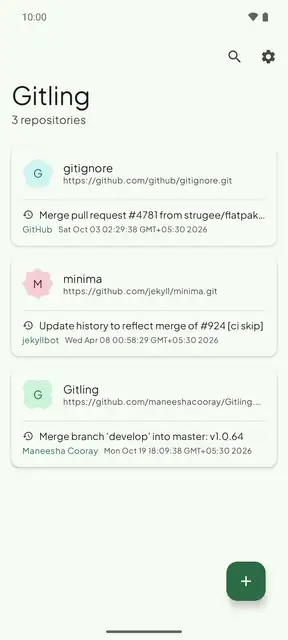 10:00
Gitling
3 repositories
G
gitignore
https://github.com/github/gitignore.git
Merge pull request #4781 from strugee/flatpak...
GitHub Sat Oct 03 02:29:38 GMT+05:30 2026
M
minima
https://github.com/jekyll/minima.git
Update history to reflect merge of #924 [ci skip]
jekyllbot Wed Apr 08 00:58:29 GMT+05:30 2026
G
Gitling
https://github.com/maneeshacooray/Gitling....
Merge branch 'develop' into master: v1.0.64
Maneesha Cooray Mon Oct 19 18:09:38 GMT+05:30 2026